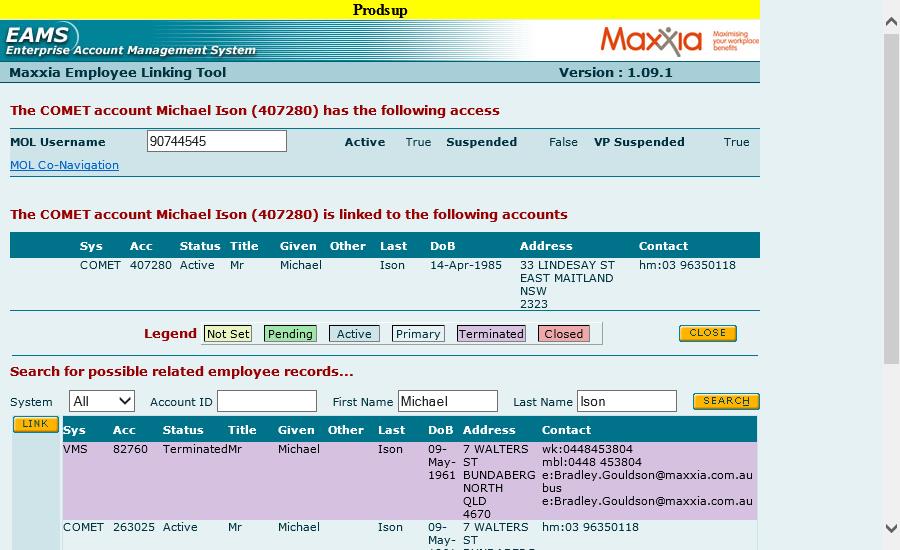 Prodsup
EAMS
Enterprise Account Management System
Maxxia Maximising your workplace benefits
Maxxia Employee Linking Tool Version : 1.09.1
The COMET account Michael Ison (407280) has the following access
MOL Username 90744545 Active True Suspended False VP Suspended True
MOL Co-Navigation
The COMET account Michael Ison (407280) is linked to the following accounts
Sys Acc Status Title Given Other Last DoB Address Contact
COMET 407280 Active Mr Michael Ison 14-Apr-1985 33 LINDESAY ST hm:03 96350118
EAST MAITLAND
NSW
2323
Legend Not Set Pending Active Primary Terminated Closed CLOSE
Search for possible related employee records...
System All Account ID First Name Michael Last Name Ison SEARCH
LINK Sys Acc Status Title Given Other Last DoB Address Contact
VMS 82760 Terminated Mr Michael Ison 09- 7 WALTERS wk:0448453804
May- ST mbl:0448 453804
1961 BUNDABERG e:Bradley.Gouldson@maxxia.com.au
NORTH bus
QLD e:Bradley.Gouldson@maxxia.com.au
4670
COMET 263025 Active Mr Michael Ison 09- 7 WALTERS hm:03 96350118
May- ST